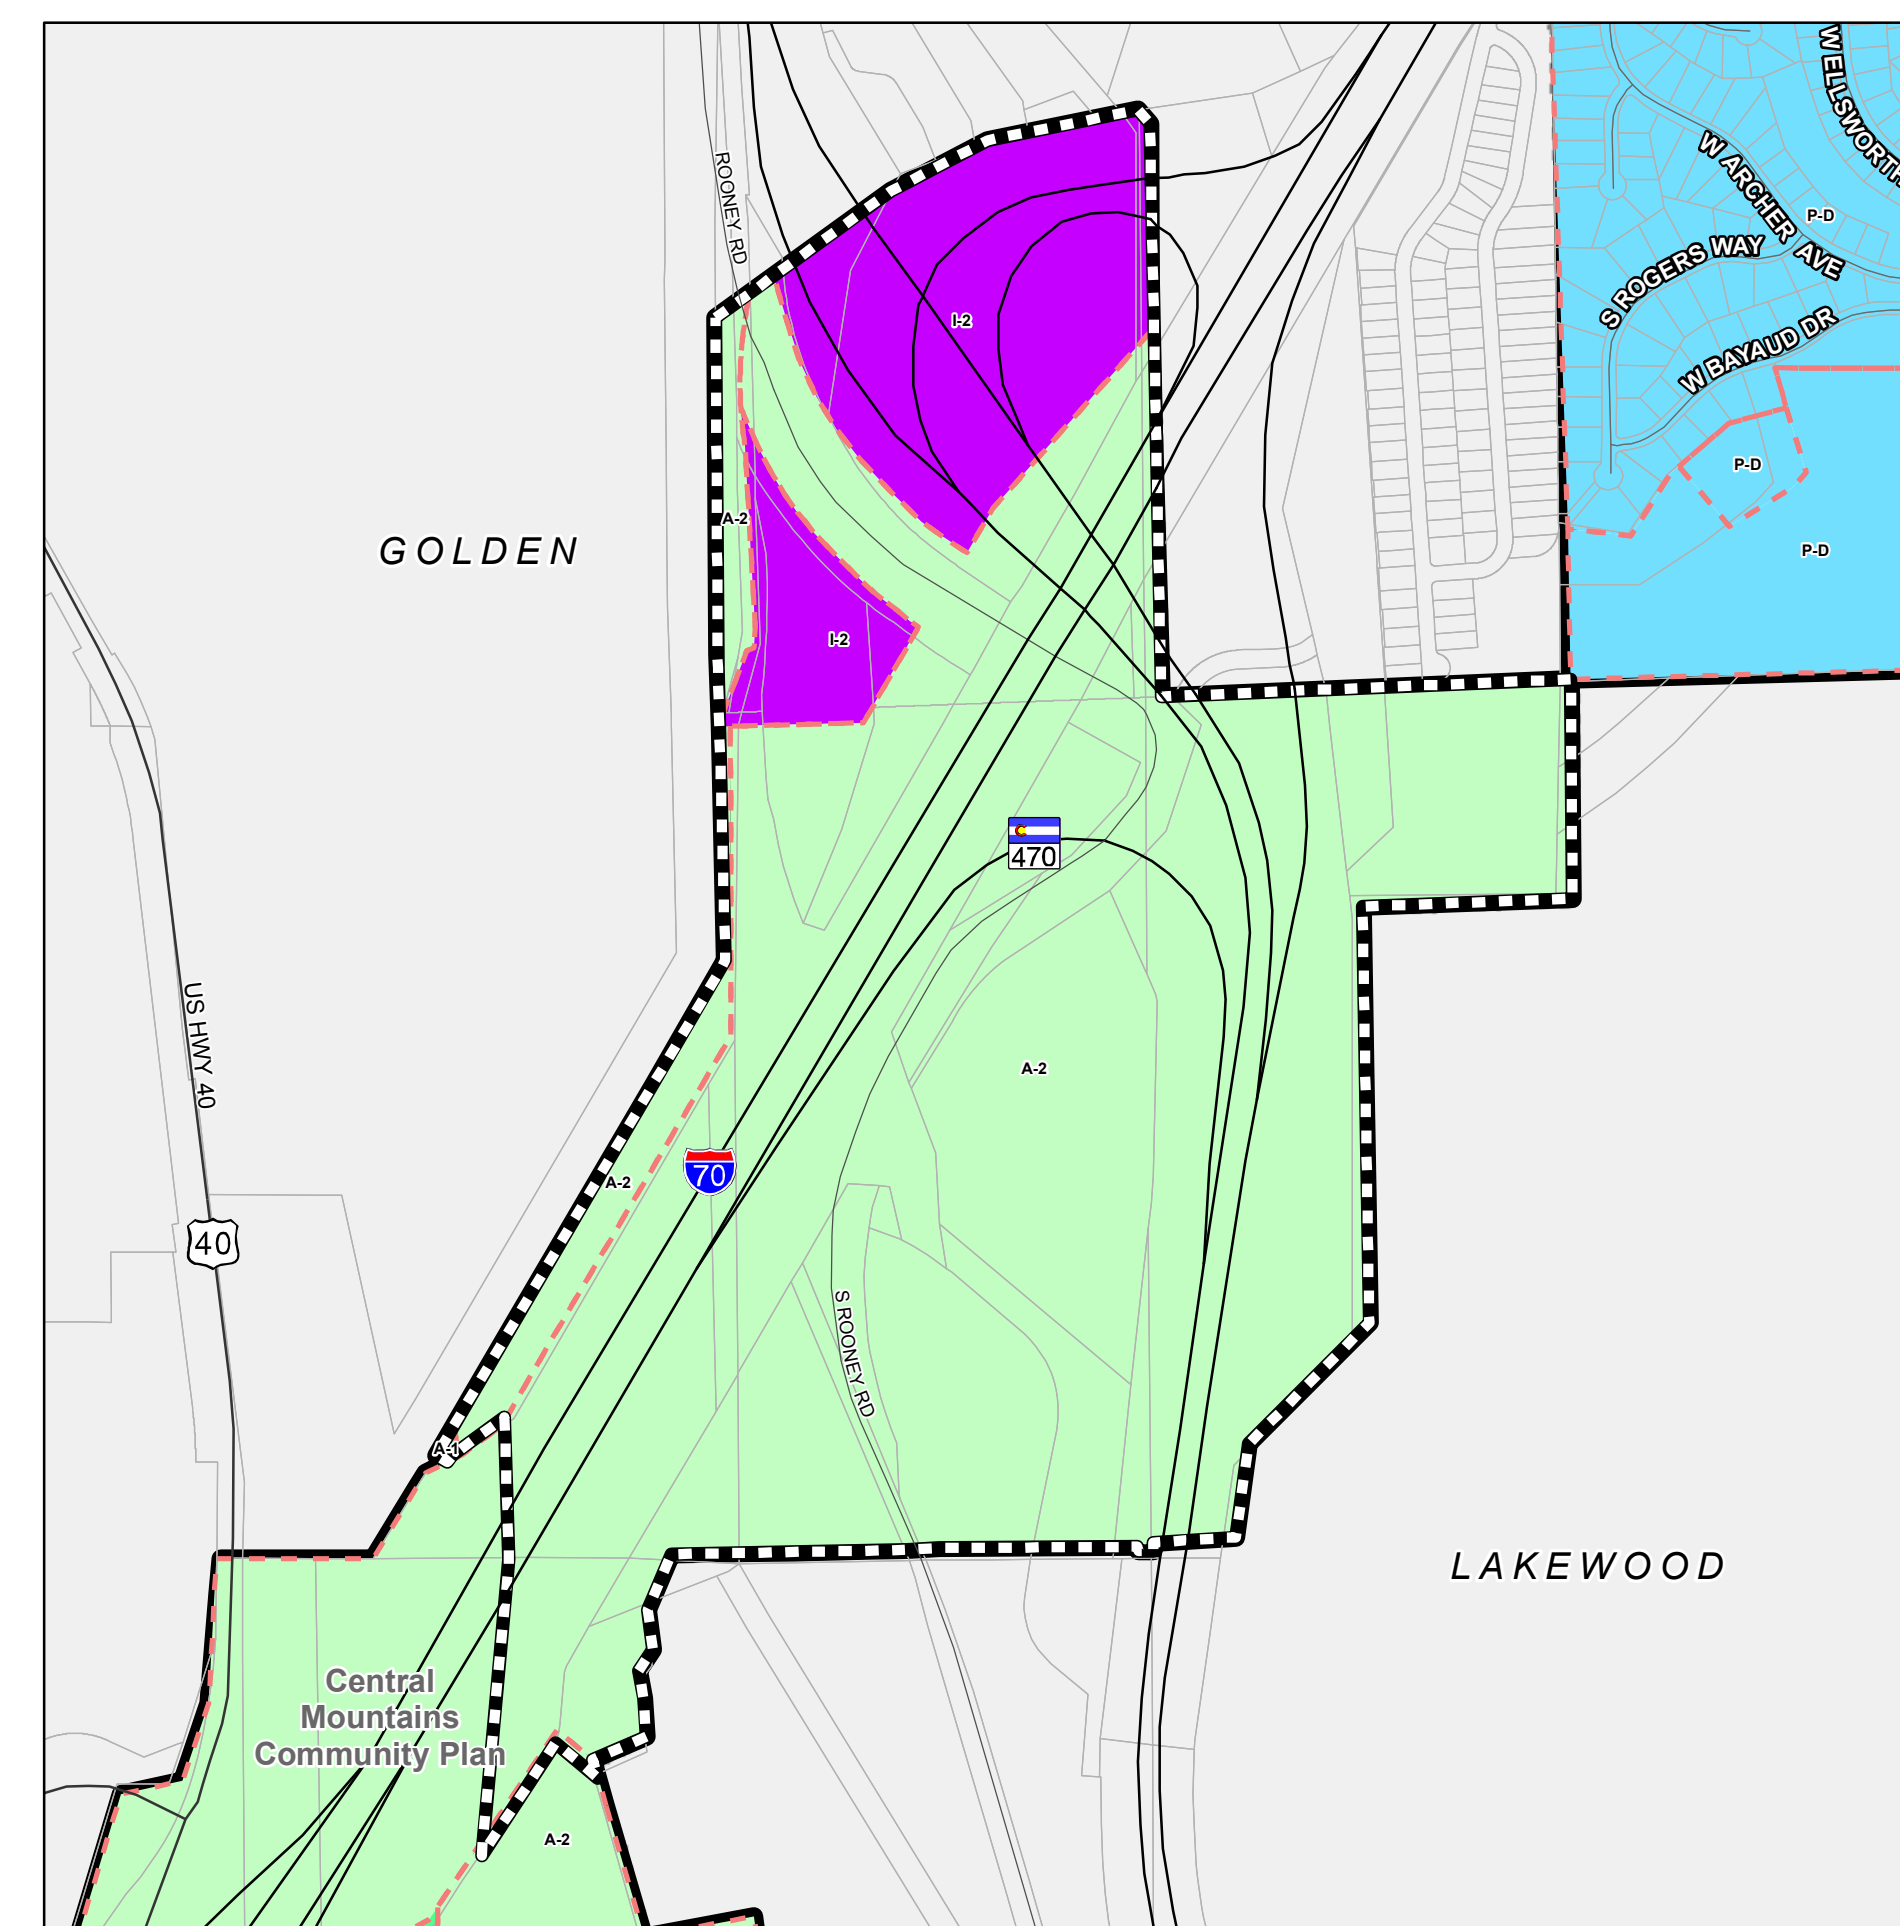 WELLSWORTH
W ARCHER AVE
P-D
S ROGERS WAY
W BAYAUD DR
ROONEY RD
I-2
P-D
A-2
GOLDEN
P-D
I-2
470
US HWY 40
A-2
70
A-2
40
S ROONEY RD
A-1
LAKEWOOD
Central
Mountains
Community Plan
A-2